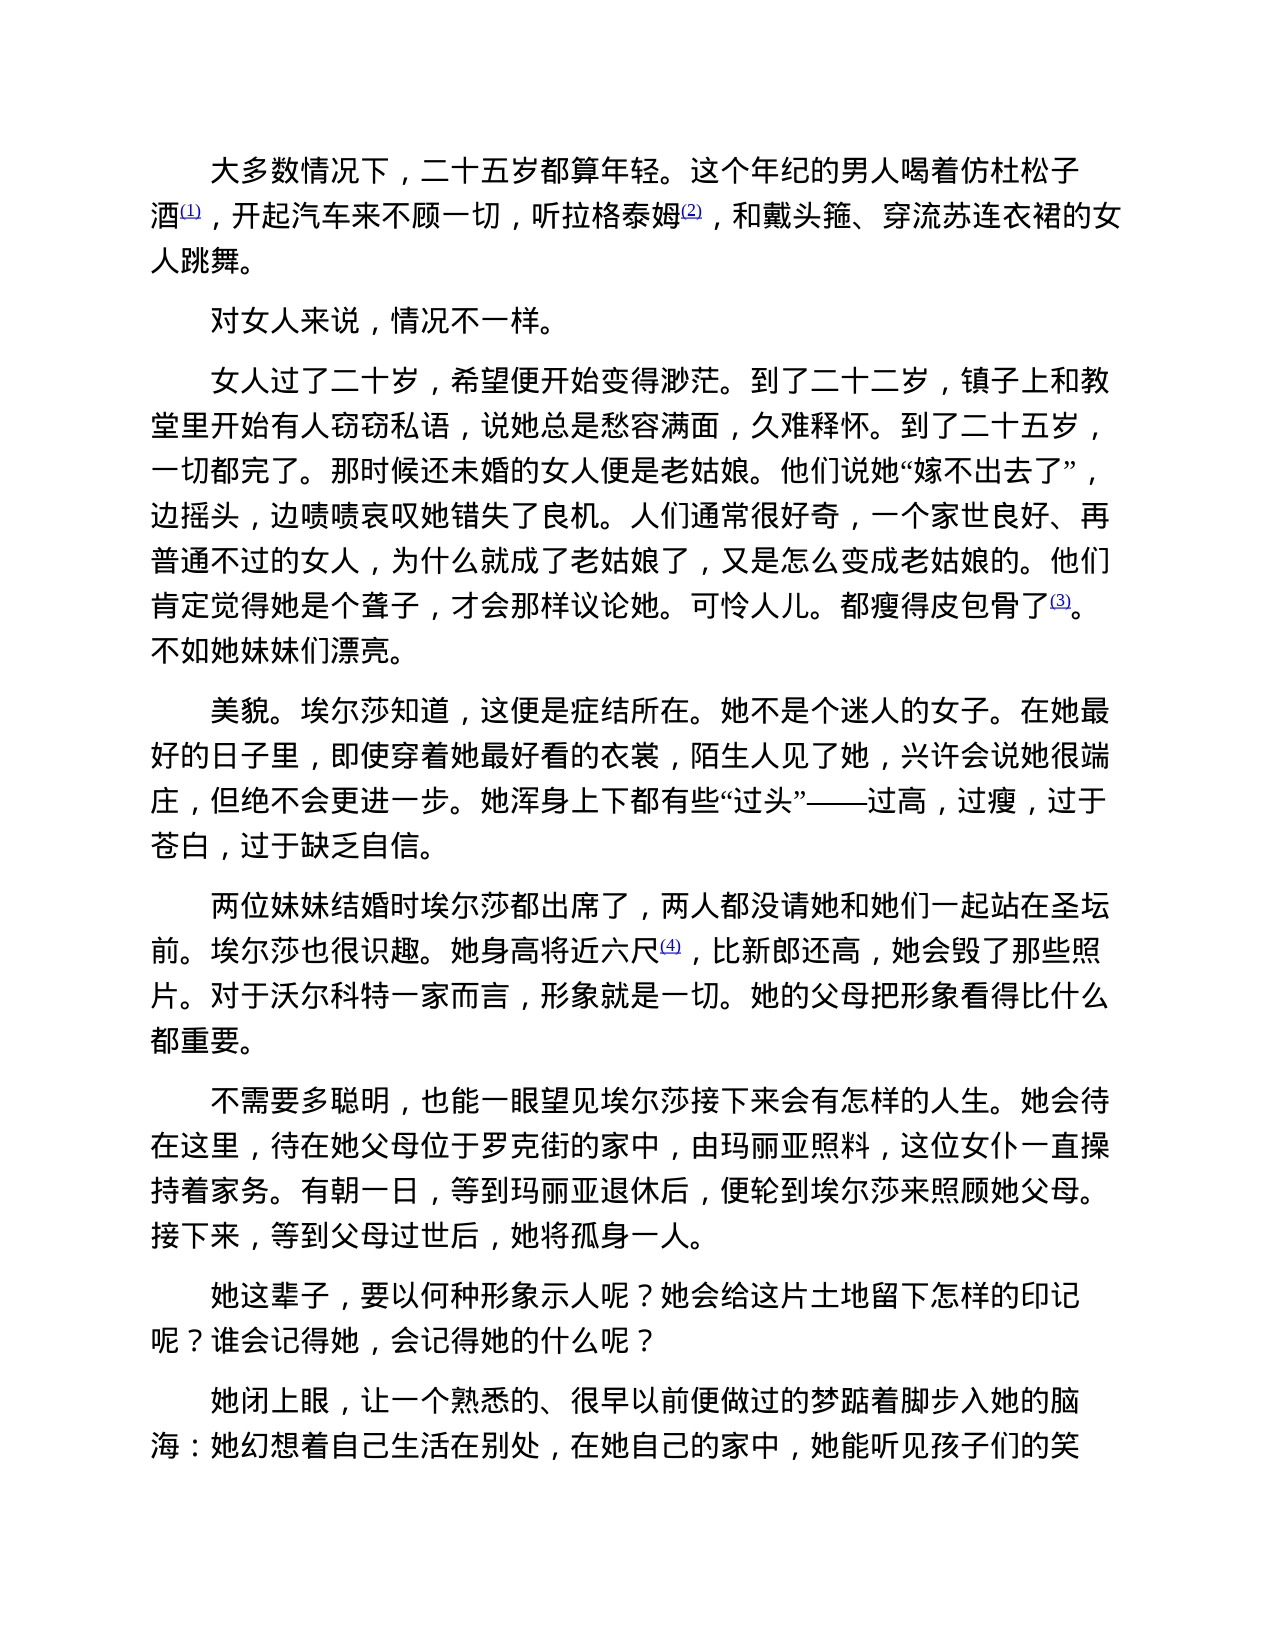 大多数情况下，二十五岁都算年轻。这个年纪的男人喝着仿杜松子
酒(1)，开起汽车来不顾一切，听拉格泰姆(2)，和戴头箍、穿流苏连衣裙的女
人跳舞。
对女人来说，情况不一样。
女人过了二十岁，希望便开始变得渺茫。到了二十二岁，镇子上和教
堂里开始有人窃窃私语，说她总是愁容满面，久难释怀。到了二十五岁，
一切都完了。那时候还未婚的女人便是老姑娘。他们说她“嫁不出去了”，
边摇头，边啧啧哀叹她错失了良机。人们通常很好奇，一个家世良好、再
普通不过的女人，为什么就成了老姑娘了，又是怎么变成老姑娘的。他们
肯定觉得她是个聋子，才会那样议论她。可怜人儿。都瘦得皮包骨了(3)。
不如她妹妹们漂亮。
美貌。埃尔莎知道，这便是症结所在。她不是个迷人的女子。在她最
好的日子里，即使穿着她最好看的衣裳，陌生人见了她，兴许会说她很端
庄，但绝不会更进一步。她浑身上下都有些“过头”——过高，过瘦，过于
苍白，过于缺乏自信。
两位妹妹结婚时埃尔莎都出席了，两人都没请她和她们一起站在圣坛
前。埃尔莎也很识趣。她身高将近六尺(4)，比新郎还高，她会毁了那些照
片。对于沃尔科特一家而言，形象就是一切。她的父母把形象看得比什么
都重要。
不需要多聪明，也能一眼望见埃尔莎接下来会有怎样的人生。她会待
在这里，待在她父母位于罗克街的家中，由玛丽亚照料，这位女仆一直操
持着家务。有朝一日，等到玛丽亚退休后，便轮到埃尔莎来照顾她父母。
接下来，等到父母过世后，她将孤身一人。
她这辈子，要以何种形象示人呢？她会给这片土地留下怎样的印记
呢？谁会记得她，会记得她的什么呢？
她闭上眼，让一个熟悉的、很早以前便做过的梦踮着脚步入她的脑
海：她幻想着自己生活在别处，在她自己的家中，她能听见孩子们的笑